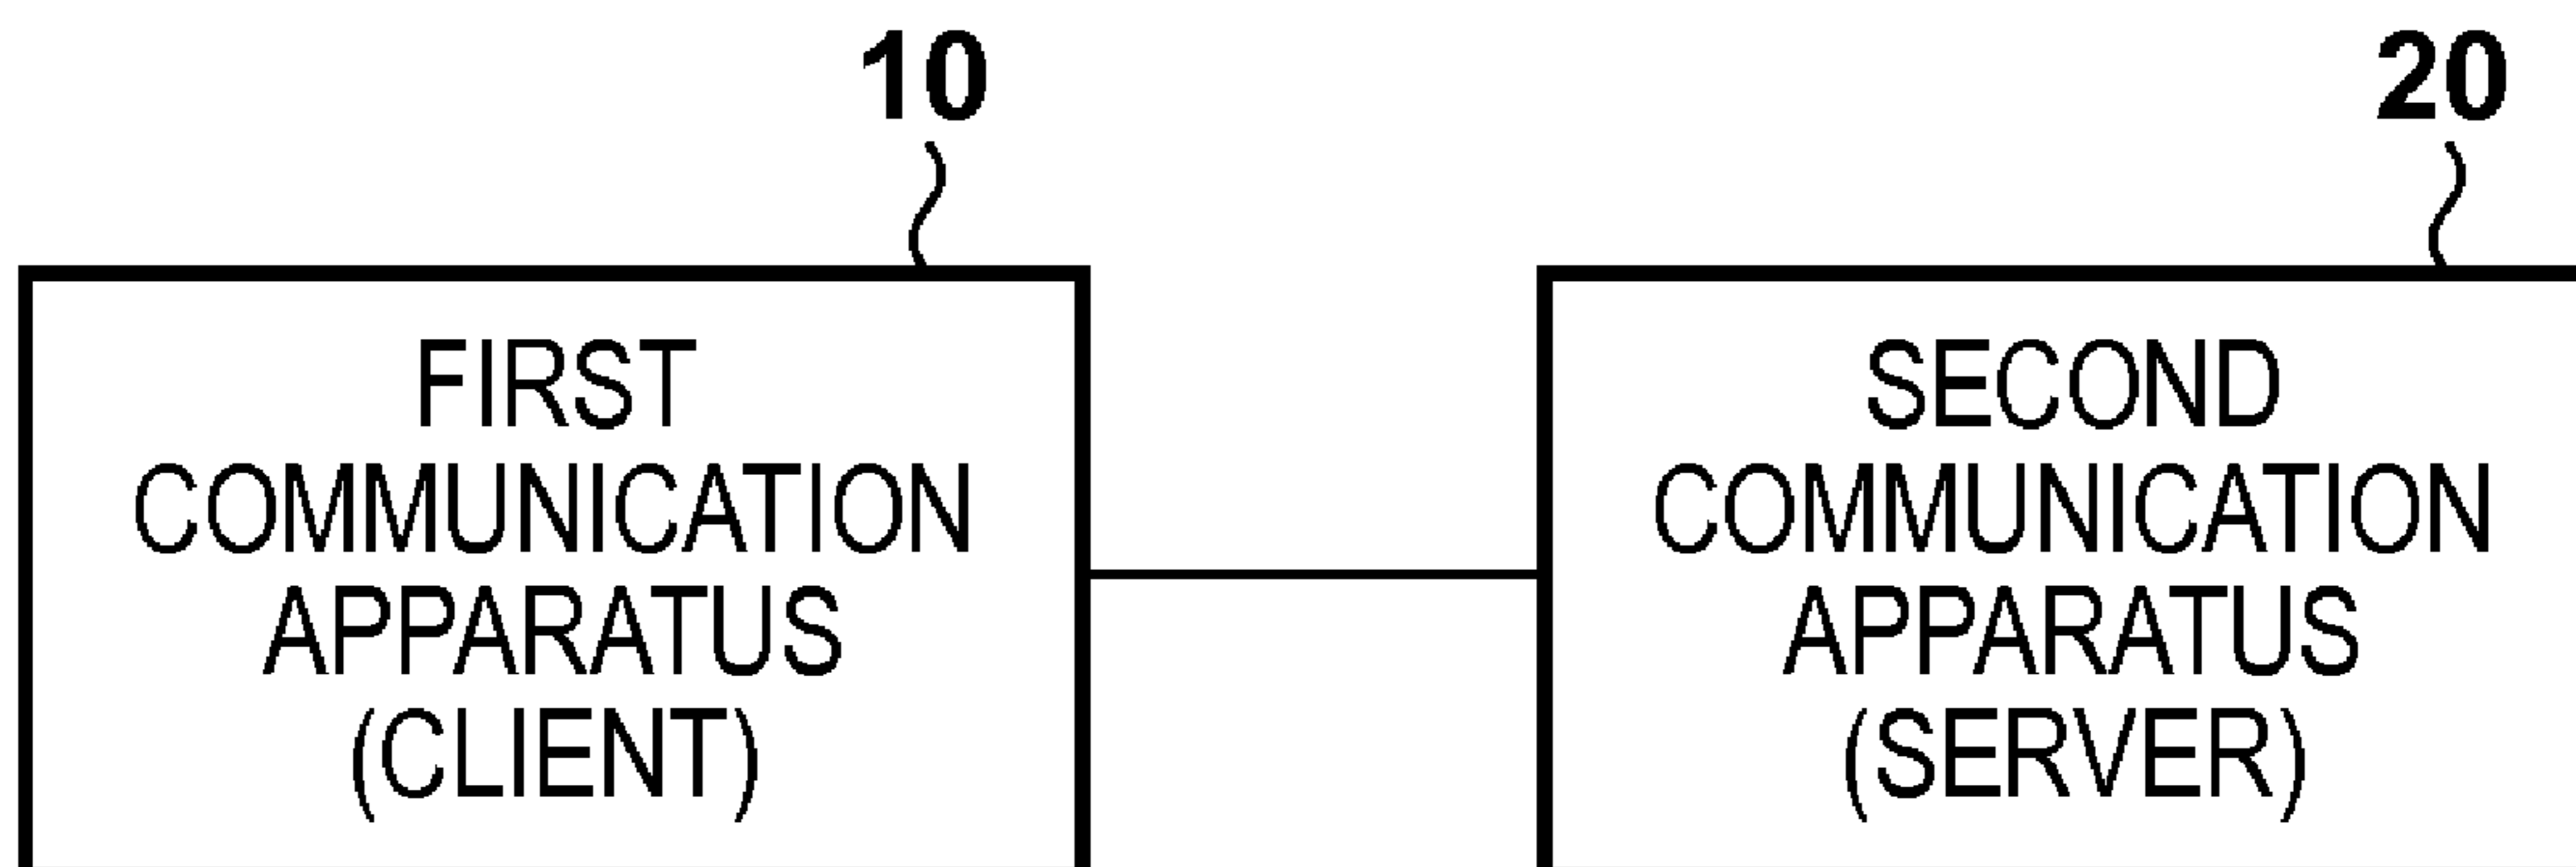 10
20
FIRST
COMMUNICATION
APPARATUS
(CLIENT)
SECOND
COMMUNICATION
APPARATUS
(SERVER)